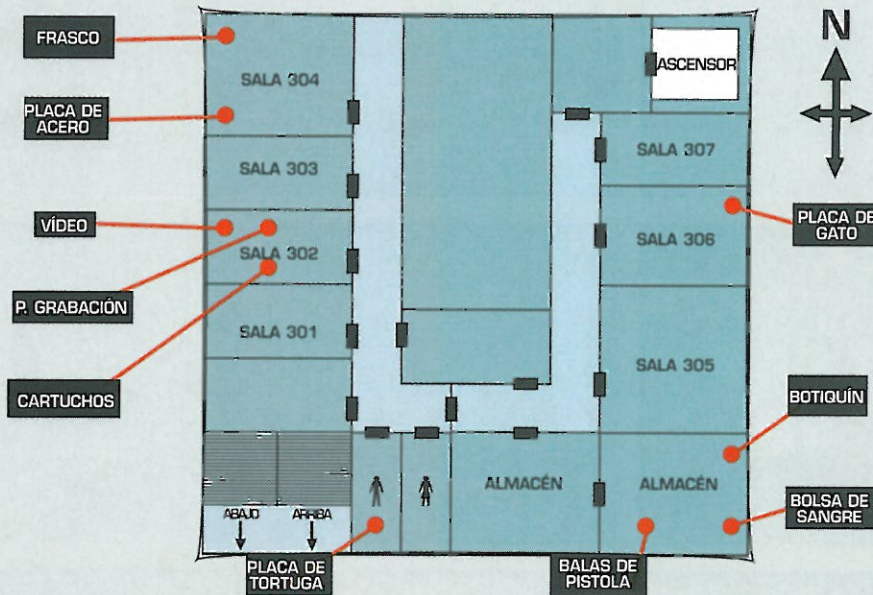 FRASCO
N
ASCENSOR
SALA 304
PLACA DE
ACERO
SALA 303
SALA 307
VÍDEO
PLACA DE
GATO
SALA 302
SALA 306
P. GRABACIÓN
SALA 301
SALA 305
CARTUCHOS
BOTIQUÍN
ALMACÉN
ALMACÉN
BOLSA DE
SANGRE
ABAJO
ARRIBA
PLACA DE
TORTUGA
BALAS DE
PISTOLA